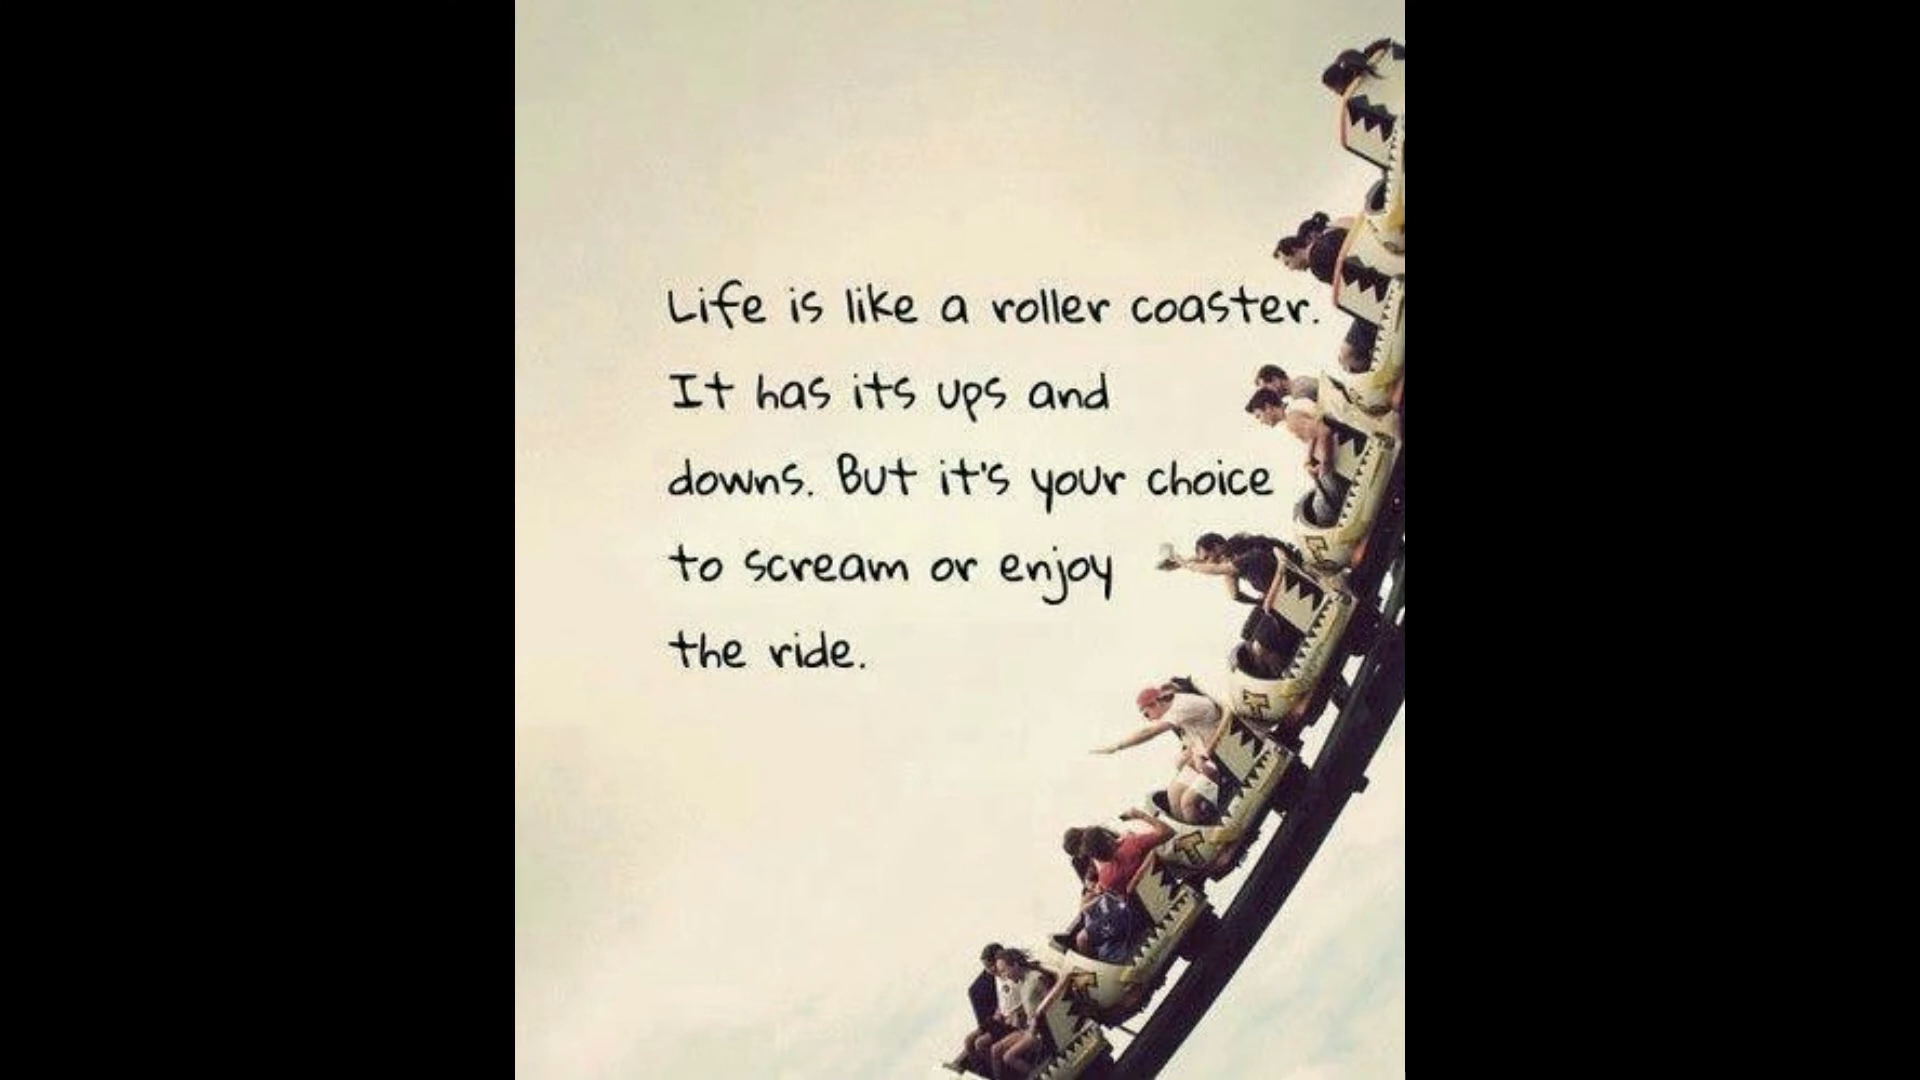 Life is like a roller coaster.
It has its ups and
downs. But it's your choice
to scream or enjoy
the ride.